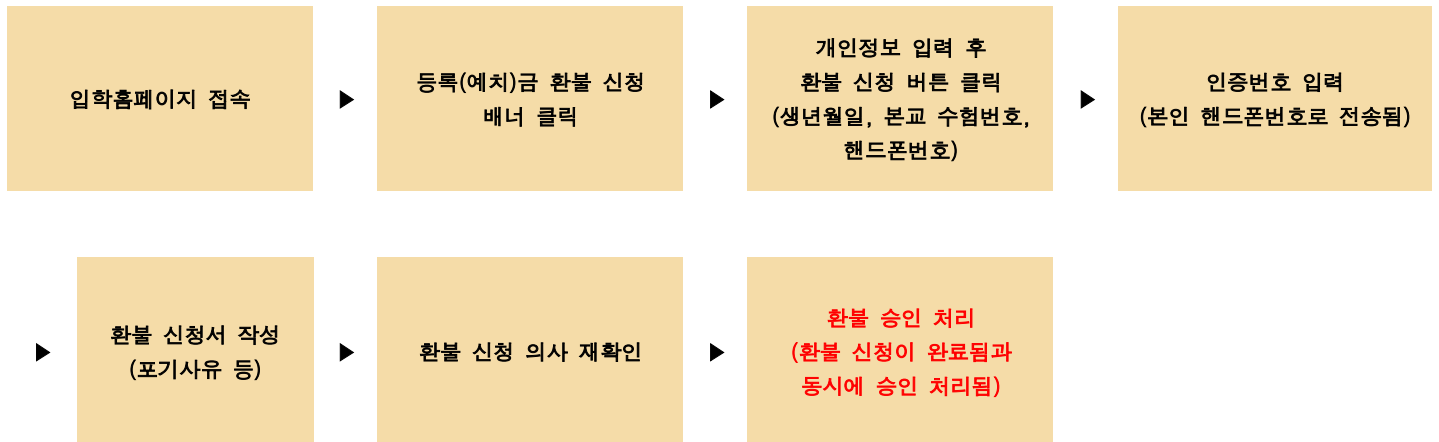 입학홈페이지 접속
등록(예치)금 환불 신청
배너 클릭
개인정보 입력 후
환불 신청 버튼 클릭
(생년월일, 본교 수험번호,
핸드폰번호)
인증번호 입력
(본인 핸드폰번호로 전송됨)
환불 신청서 작성
(포기사유 등)
환불 신청 의사 재확인
환불 승인 처리
(환불 신청이 완료됨과
동시에 승인 처리됨)